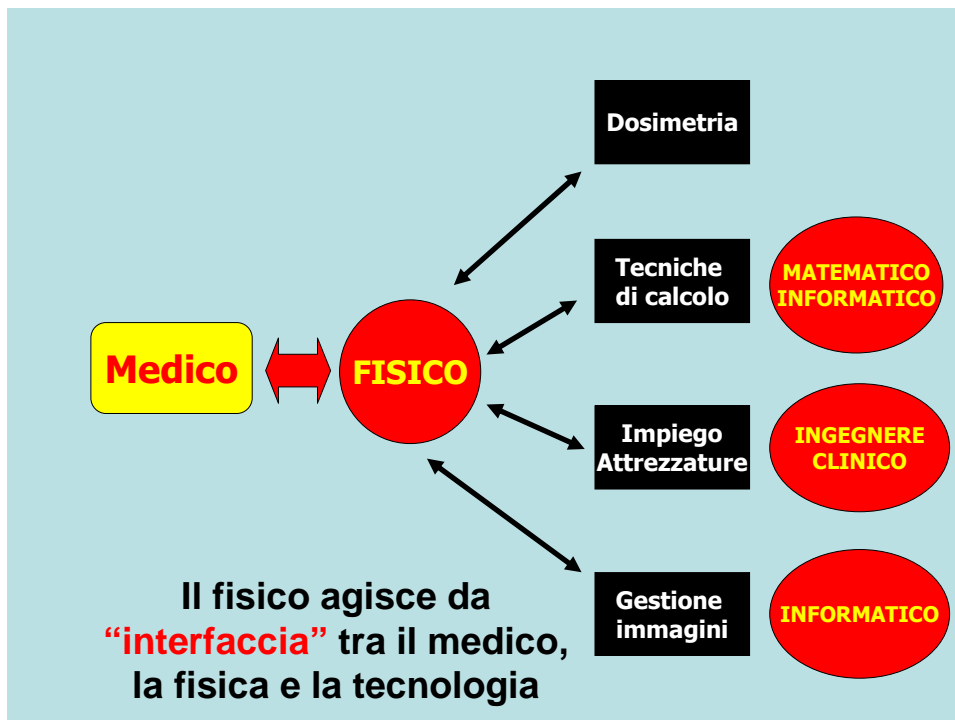 Dosimetria
Tecniche
di calcolo
MATEMATICO
INFORMATICO
Medico
FISICO
Impiego
Attrezzature
INGEGNERE
CLINICO
Gestione
immagini
INFORMATICO
Il fisico agisce da
“interfaccia” tra il medico,
la fisica e la tecnologia